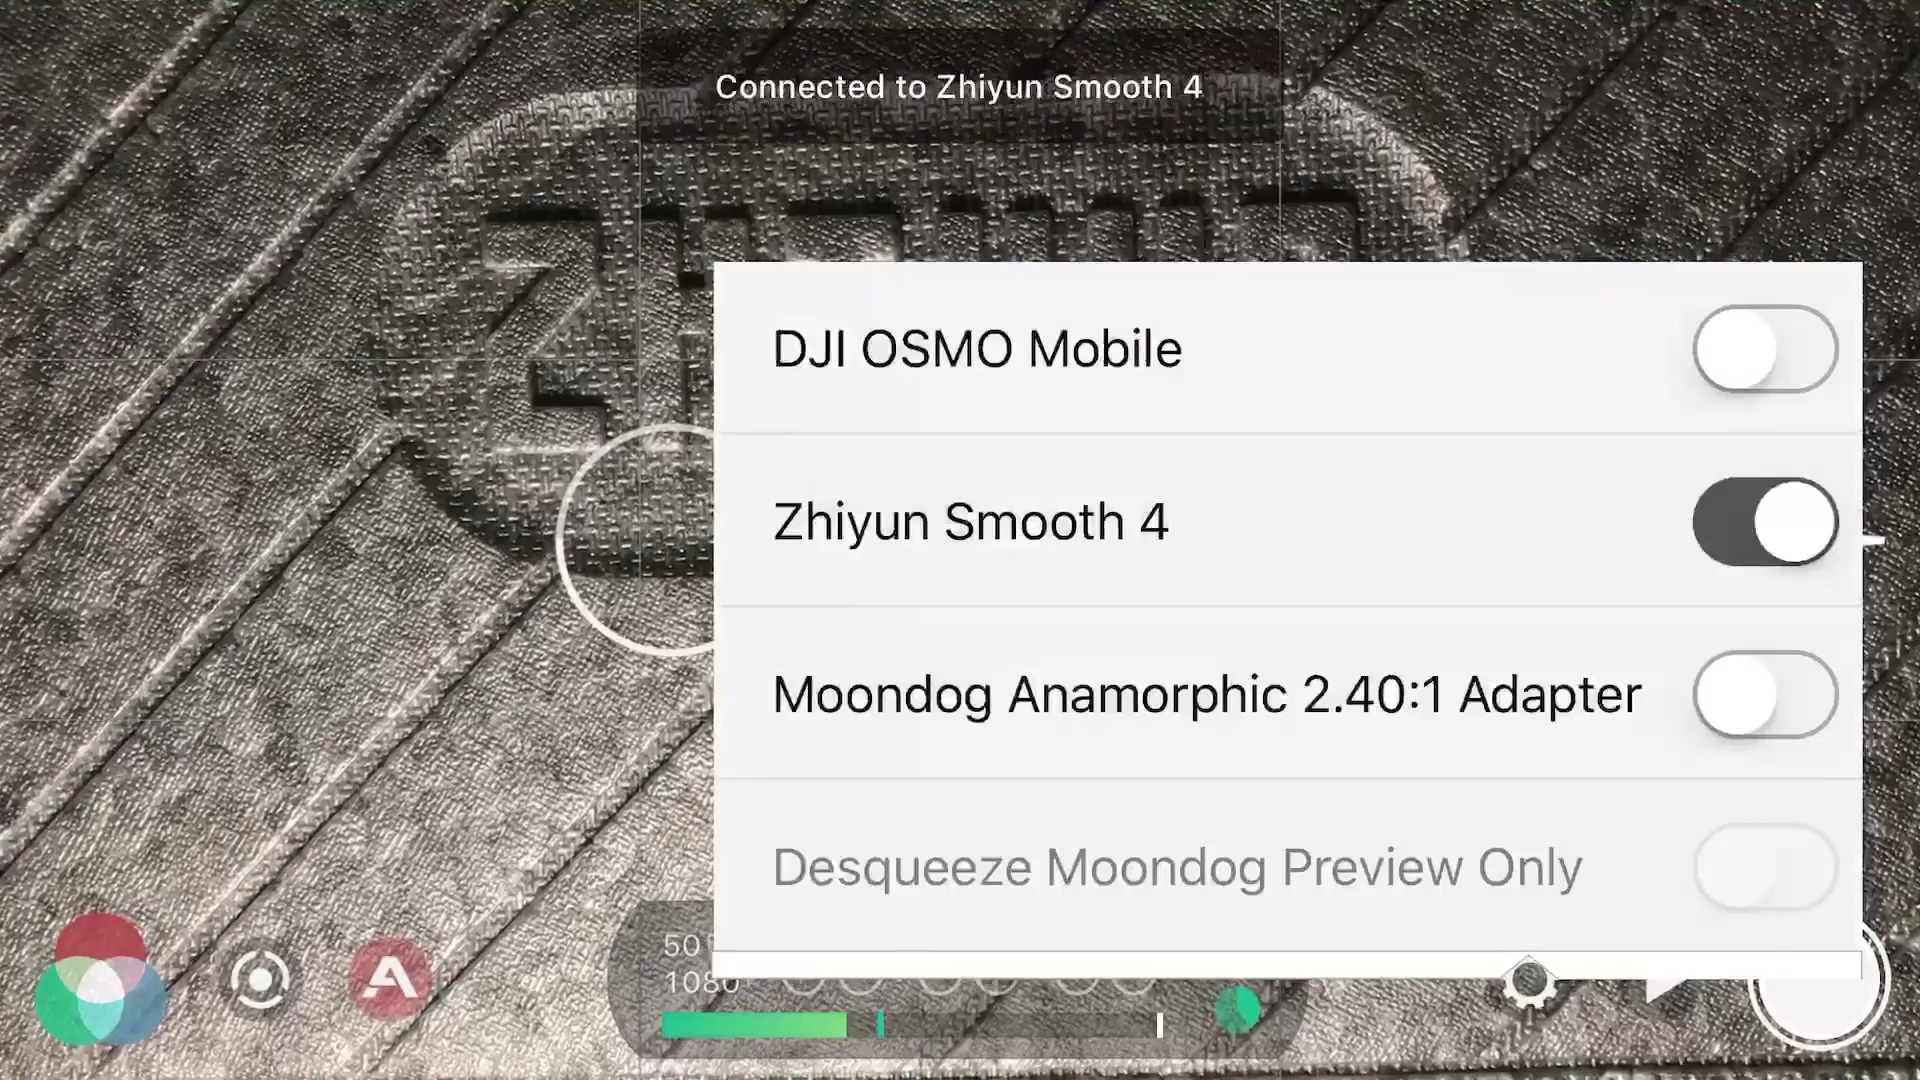 Connected to Zhiyun Smooth 4
DJI OSMO Mobile
Zhiyun Smooth 4
Moondog Anamorphic 2.40:1 Adapter
Desqueeze Moondog Preview Only
50
1080
A